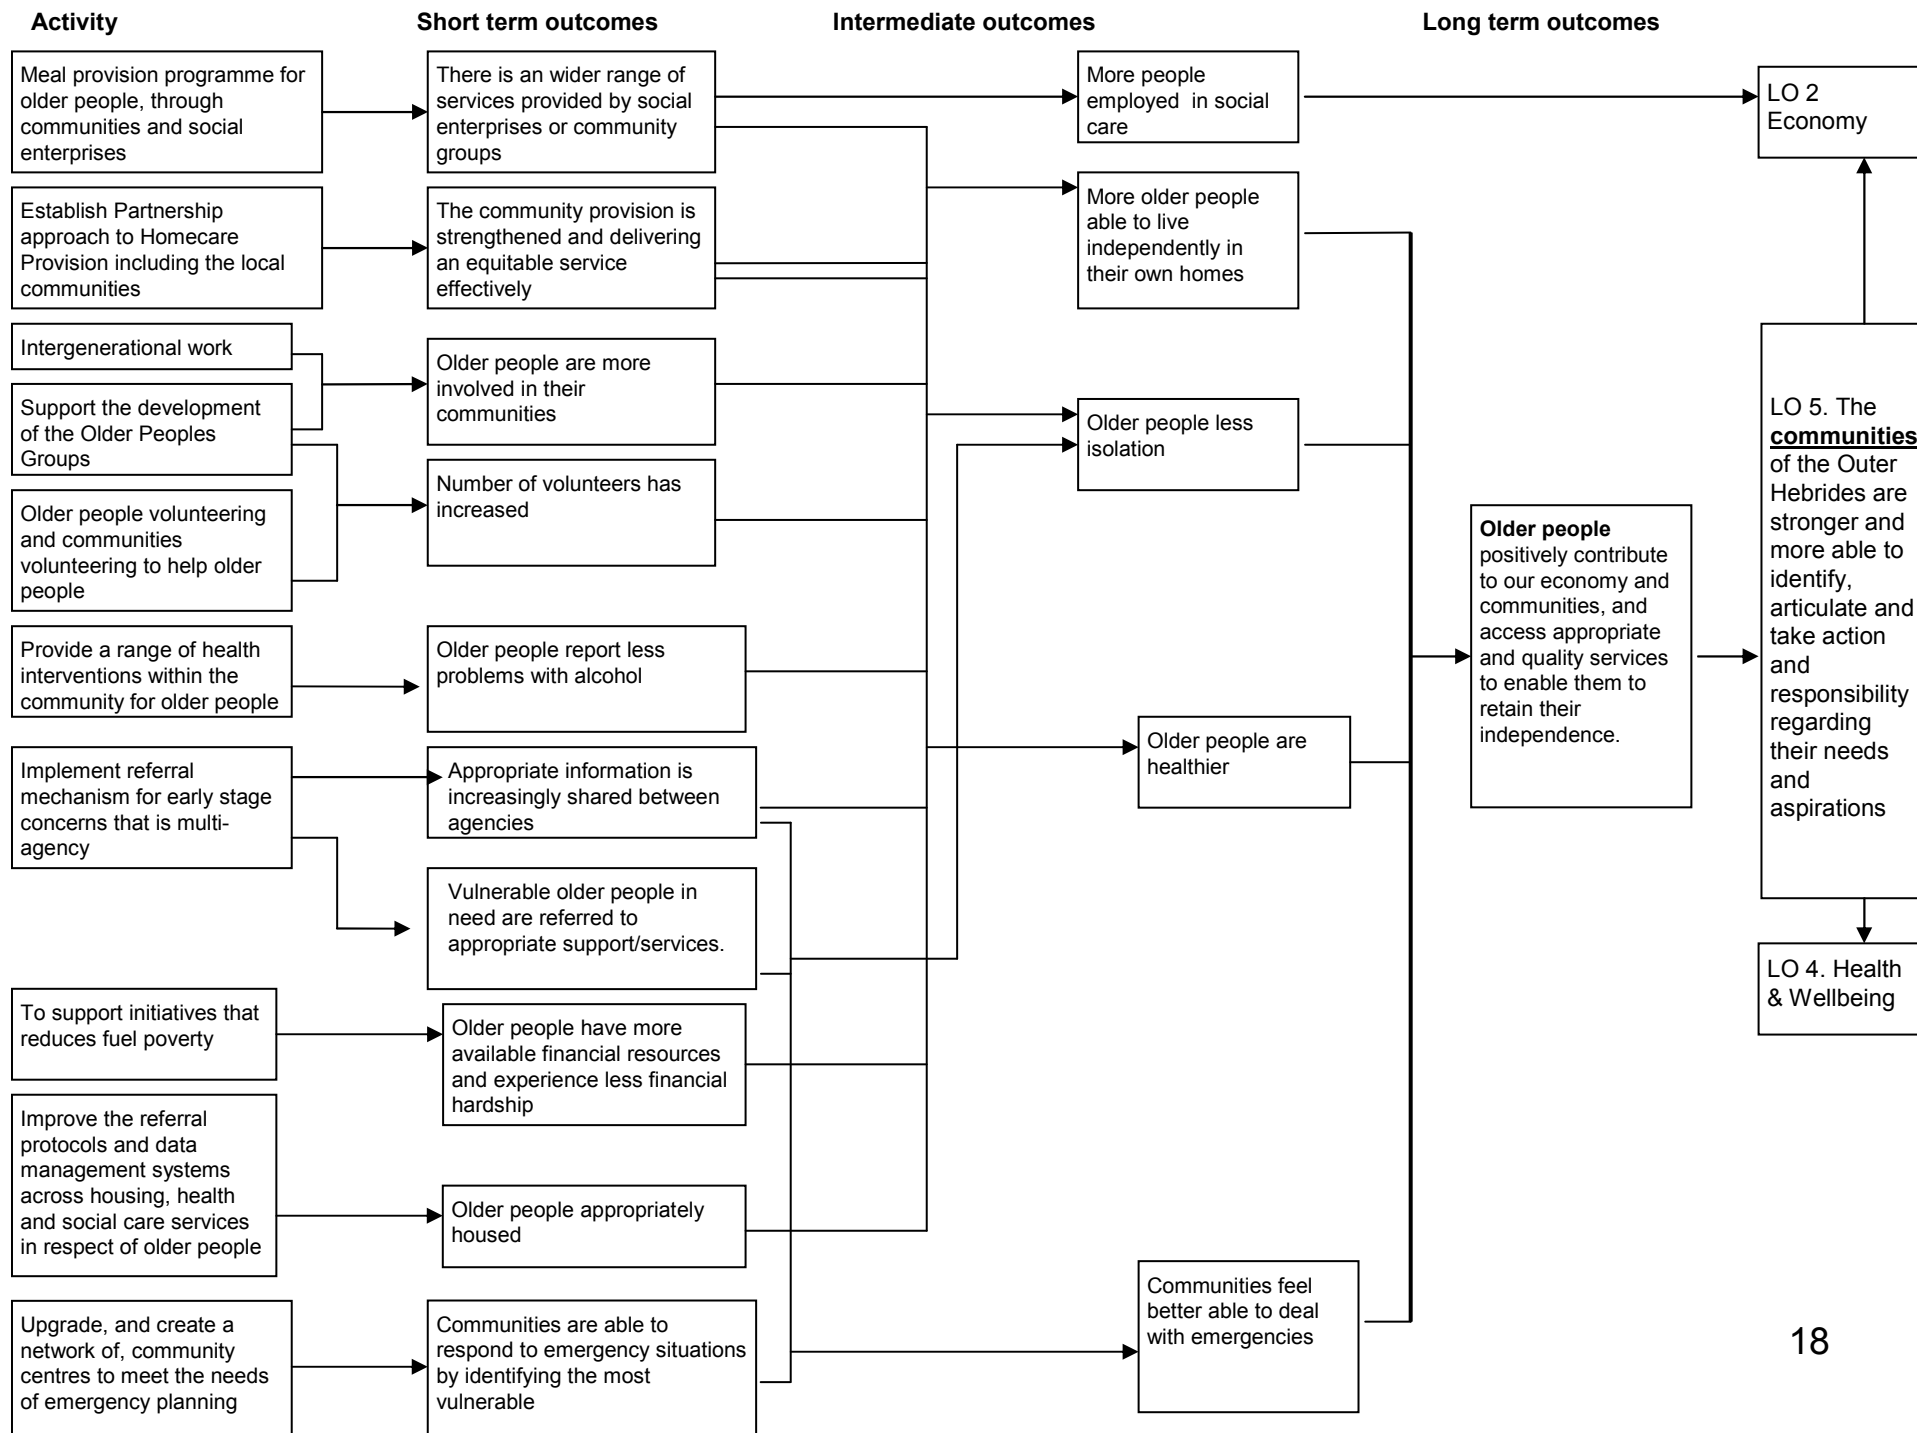 Activity
Short term outcomes
Intermediate outcomes
Long term outcomes
Meal provision programme for
older people, through
communities and social
enterprises
There is an wider range of
services provided by social
enterprises or community
groups
More people
employed in social
care
LO 2
Economy
Establish Partnership
approach to Homecare
Provision including the local
communities
The community provision is
strengthened and delivering
an equitable service
effectively
More older people
able to live
independently in
their own homes
Intergenerational work
Support the development
of the Older Peoples
Groups
Older people are more
involved in their
communities
Older people less
isolation
Older people volunteering
and communities
volunteering to help older
people
Number of volunteers has
increased
Older people
positively contribute
to our economy and
communities, and
access appropriate
and quality services
to enable them to
retain their
independence.
LO 5. The
communities
of the Outer
Hebrides are
stronger and
more able to
identify,
articulate and
take action
and
responsibility
regarding
their needs
and
aspirations
Provide a range of health
interventions within the
community for older people
Older people report less
problems with alcohol
Older people are
healthier
Implement referral
mechanism for early stage
concerns that is multi-
agency
Appropriate information is
increasingly shared between
agencies
Vulnerable older people in
need are referred to
appropriate support/services.
LO 4. Health
& Wellbeing
To support initiatives that
reduces fuel poverty
Older people have more
available financial resources
and experience less financial
hardship
Improve the referral
protocols and data
management systems
across housing, health
and social care services
in respect of older people
Older people appropriately
housed
Upgrade, and create a
network of, community
centres to meet the needs
of emergency planning
Communities are able to
respond to emergency situations
by identifying the most
vulnerable
Communities feel
better able to deal
with emergencies
18